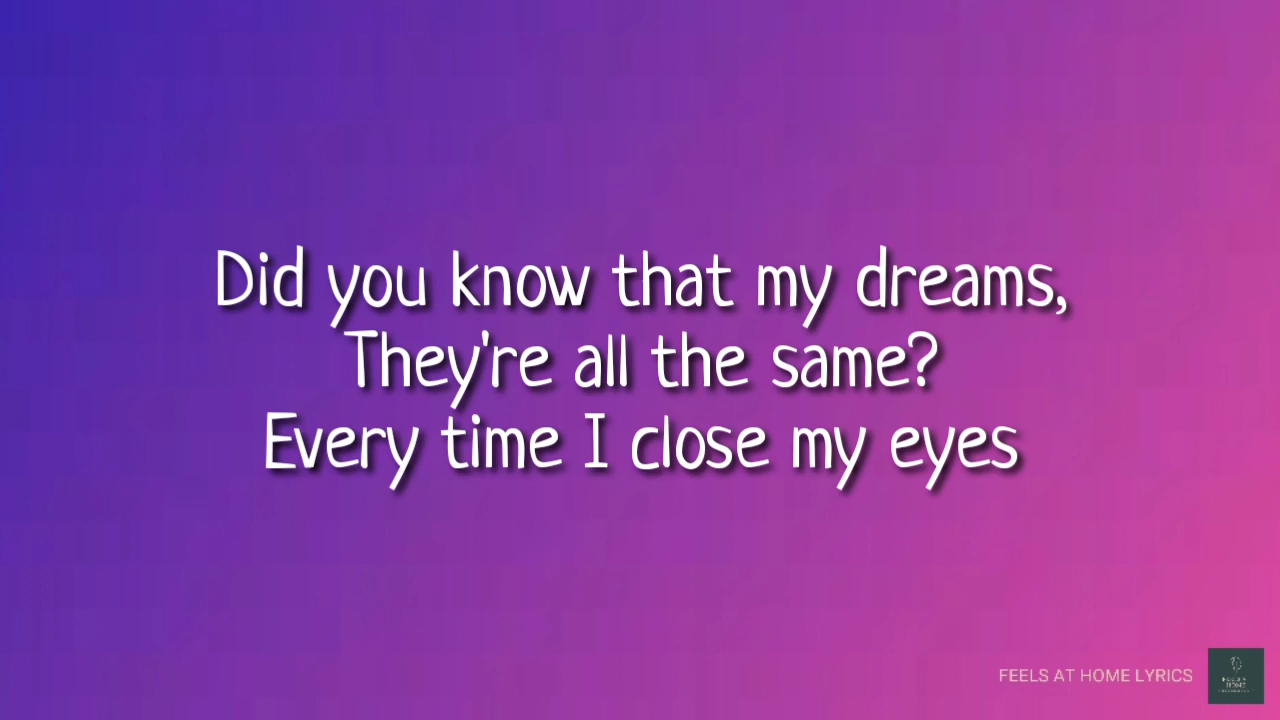 Did you know that my dreams,
They're all the same?
Every time I close my eyes
FEELS AT HOME LYRICS